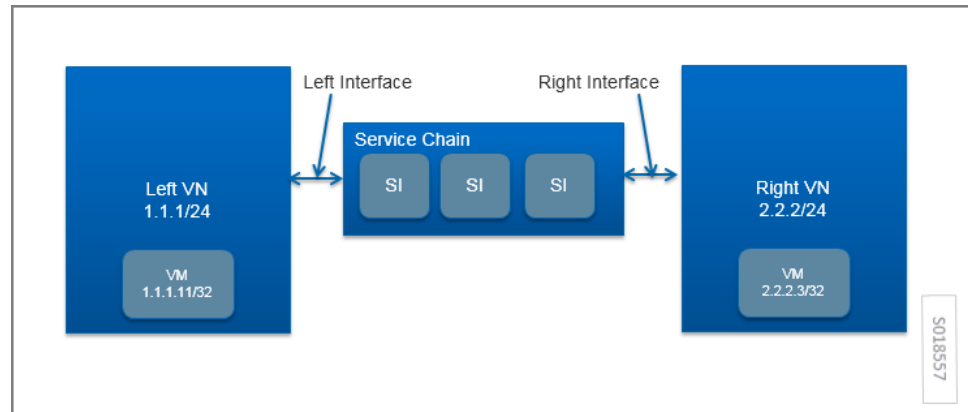 Left Interface
Right Interface
Service Chain
SI
SI
SI
Left VN
1.1.1/24
VM
1.1.1.11/32
Right VN
2.2.2/24
VM
2.2.2.3/32
S018557